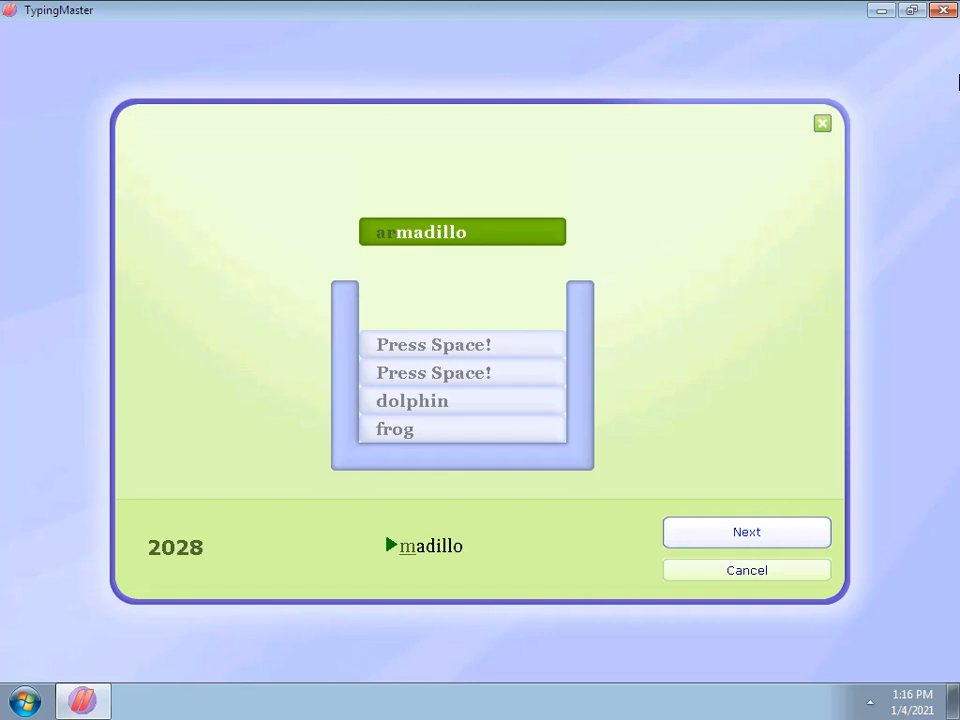 TypingMaster
armadillo
Press Space!
Press Space!
dolphin
frog
2028
madillo
Next
Cancel
1:16 PM
1/4/2021